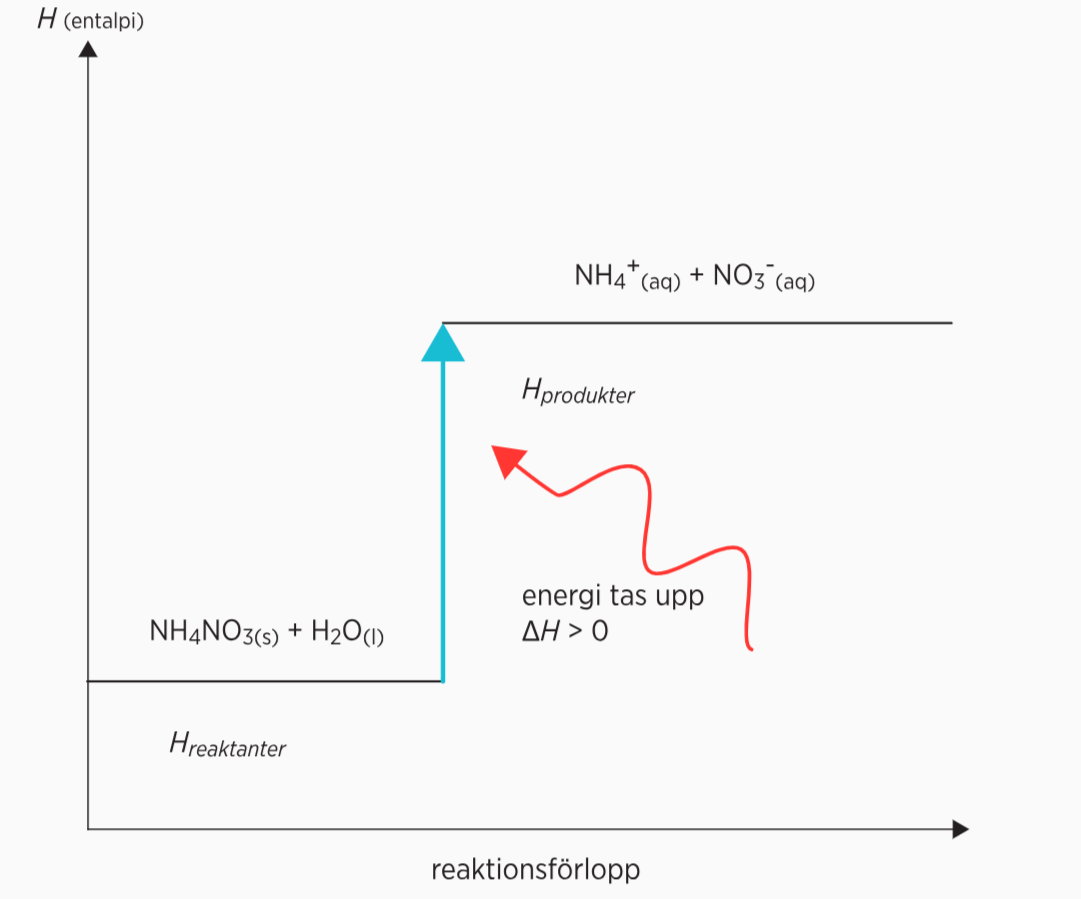 H (entalpi)
NH₄⁺(aq) + NO₃⁻(aq)
Hprodukter
energi tas upp
ΔH > 0
NH₄NO₃(s) + H₂O(l)
Hreaktanter
reaktionsförlopp